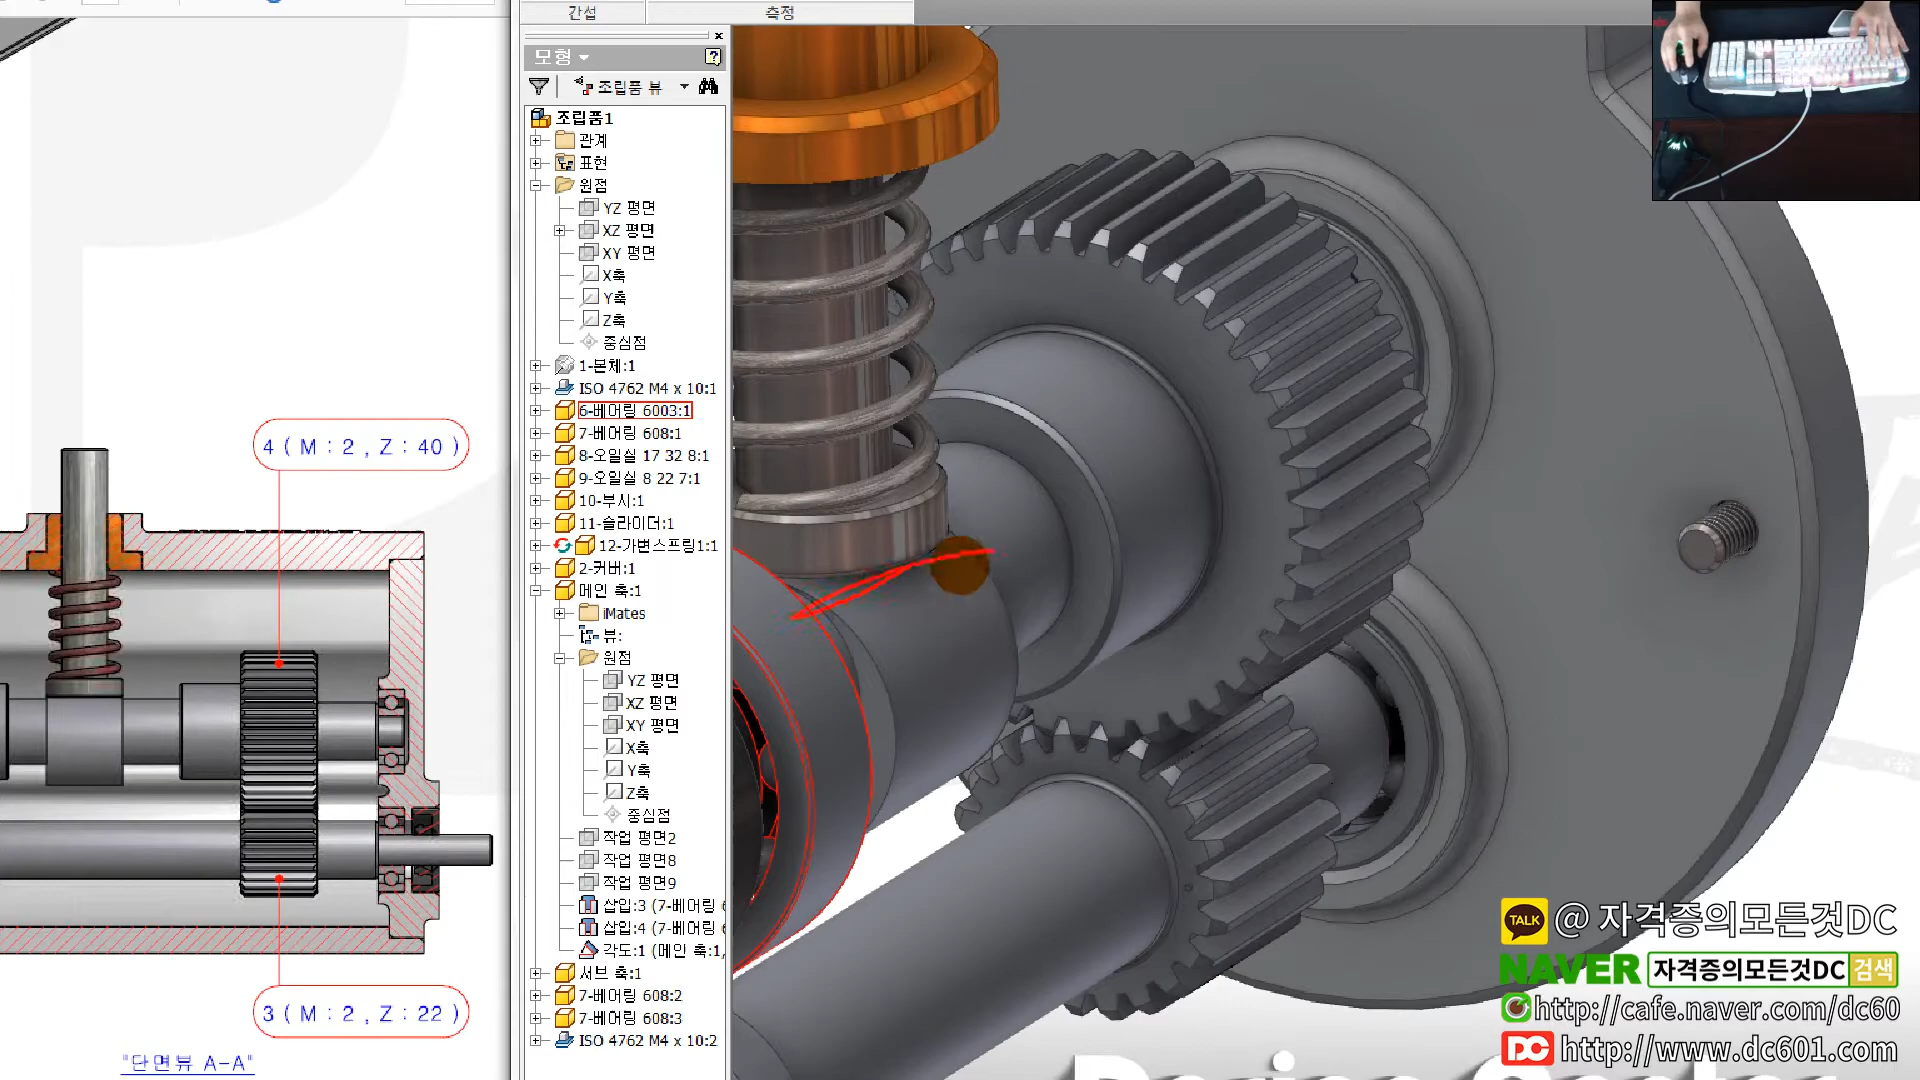 간섭
측정
모형
조립품 뷰
조립품1
관계
표현
원점
YZ 평면
XZ 평면
XY 평면
X축
Y축
Z축
중심점
1-본체:1
ISO 4762 M4 x 10:1
6-베어링 6003:1
7-베어링 608:1
8-오일실 17 32 8:1
9-오일실 8 22 7:1
10-부시:1
11-슬라이더:1
12-가변스프링1:1
2-커버:1
메인 축:1
iMates
뷰:
원점
YZ 평면
XZ 평면
XY 평면
X축
Y축
Z축
중심점
작업 평면2
작업 평면8
작업 평면9
삽입:3 (7-베어링 6
삽입:4 (7-베어링 6
각도:1 (메인 축:1,
서브 축:1
7-베어링 608:2
7-베어링 608:3
ISO 4762 M4 x 10:2
4 ( M : 2 , Z : 40 )
3 ( M : 2 , Z : 22 )
"단면뷰 A-A"
TALK @ 자격증의모든것DC
NAVER 자격증의모든것DC 검색
http://cafe.naver.com/dc60
DC http://www.dc601.com